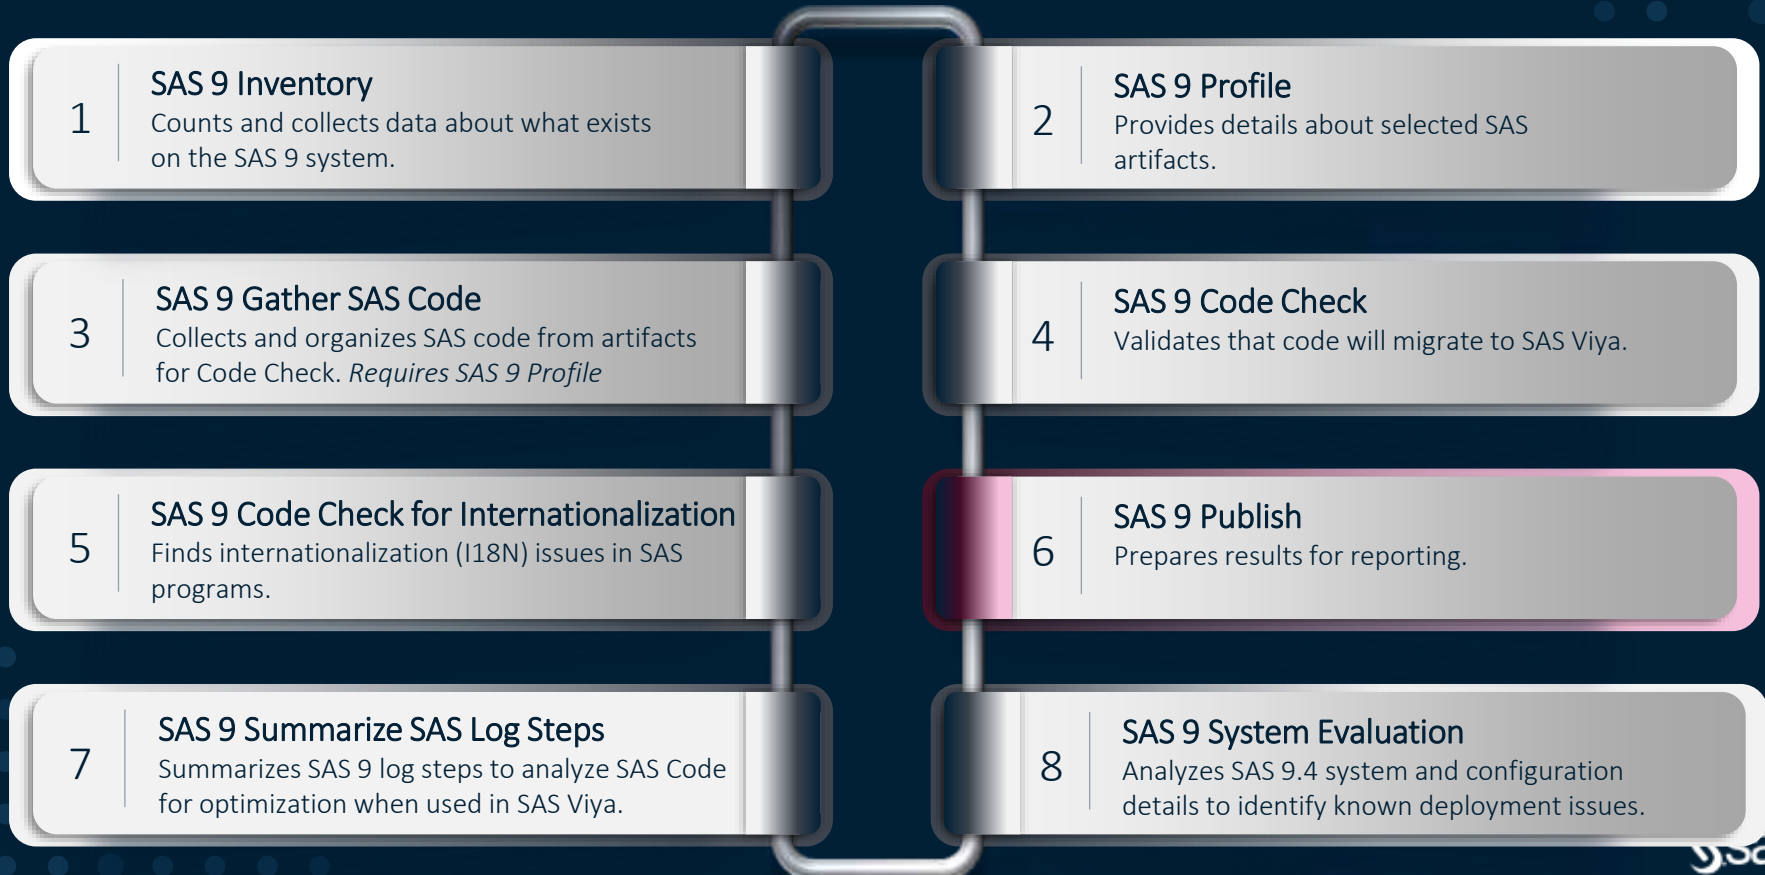 1
SAS 9 Inventory
Counts and collects data about what exists
on the SAS 9 system.
2
SAS 9 Profile
Provides details about selected SAS
artifacts.
3
SAS 9 Gather SAS Code
Collects and organizes SAS code from artifacts
for Code Check. Requires SAS 9 Profile
4
SAS 9 Code Check
Validates that code will migrate to SAS Viya.
5
SAS 9 Code Check for Internationalization
Finds internationalization (I18N) issues in SAS
programs.
6
SAS 9 Publish
Prepares results for reporting.
7
SAS 9 Summarize SAS Log Steps
Summarizes SAS 9 log steps to analyze SAS Code
for optimization when used in SAS Viya.
8
SAS 9 System Evaluation
Analyzes SAS 9.4 system and configuration
details to identify known deployment issues.